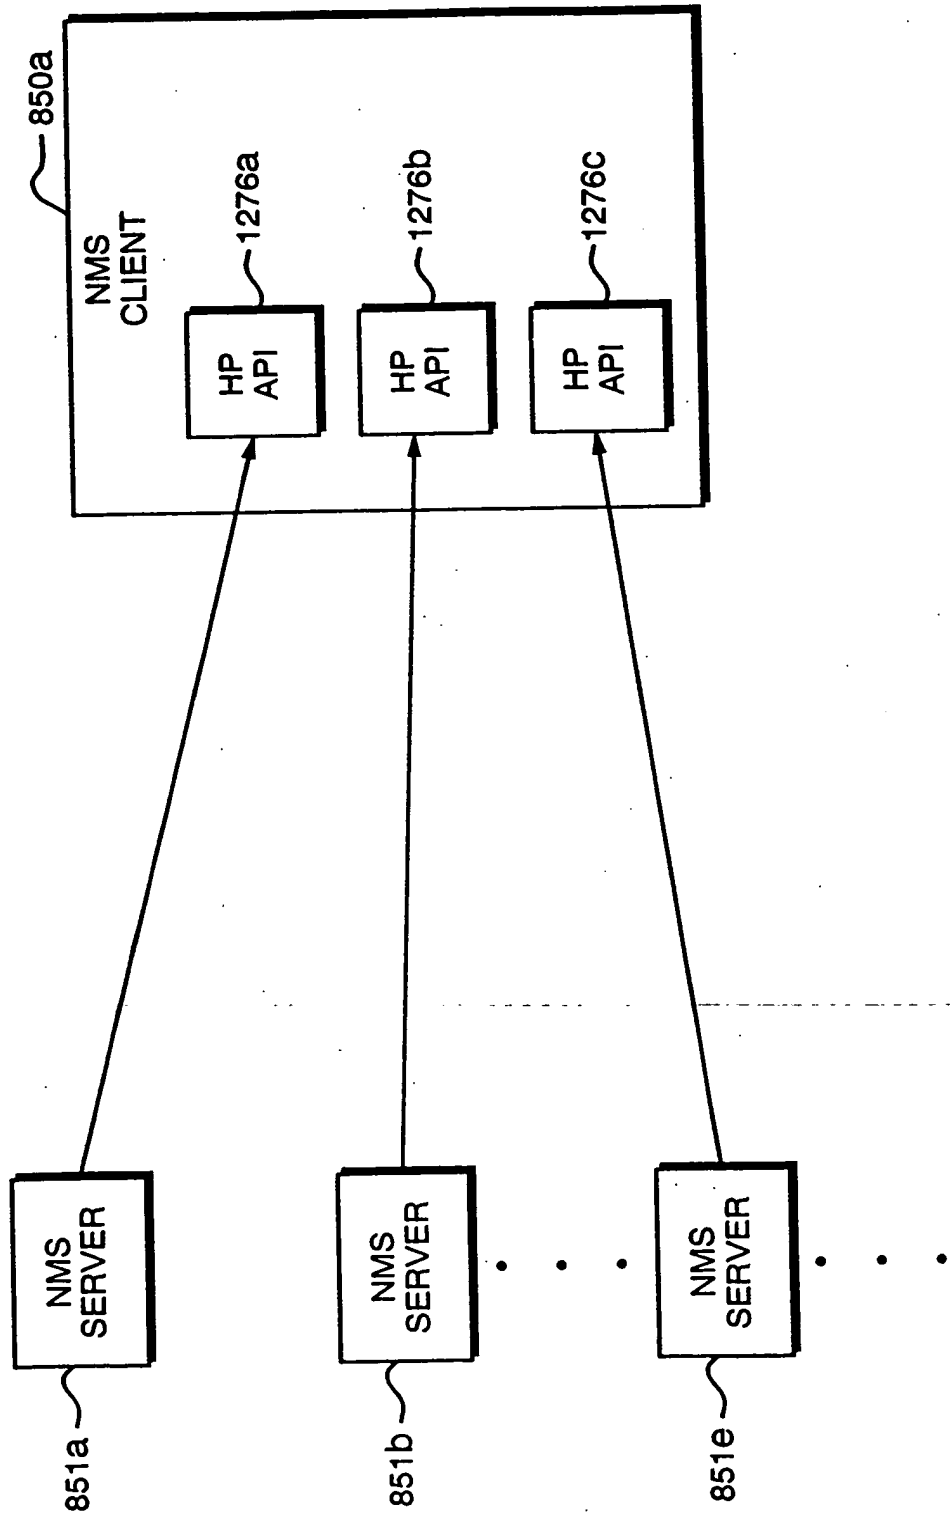 850a
NMS
CLIENT
1276a
HP
API
1276b
HP
API
1276c
HP
API
NMS
SERVER
851a
NMS
SERVER
851b
NMS
SERVER
851e